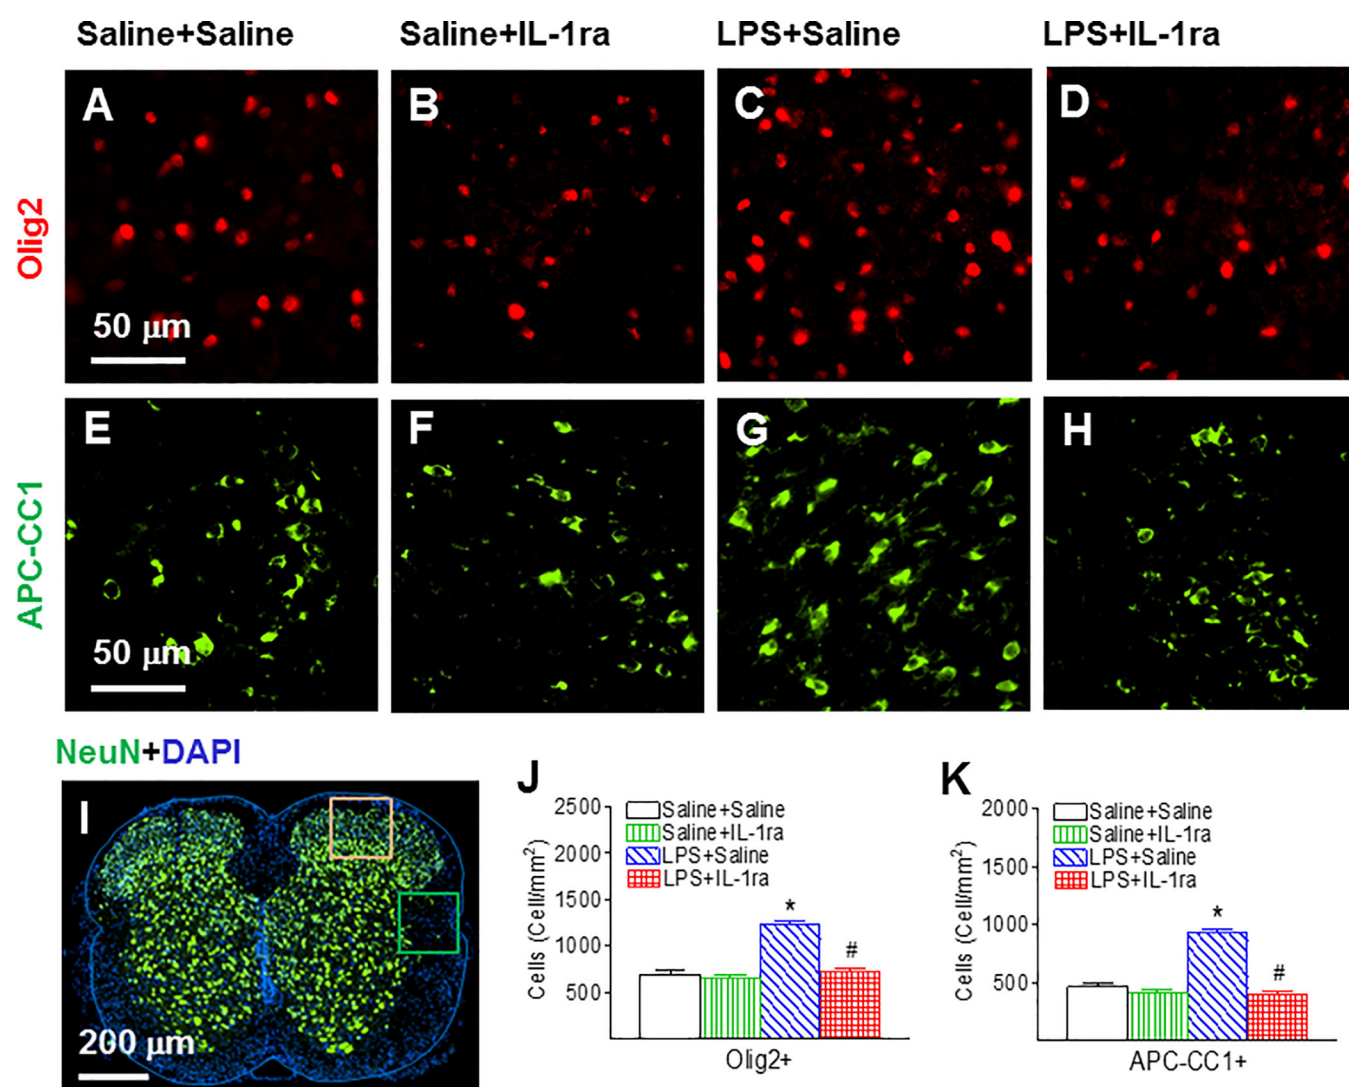 Saline+Saline Saline+IL-1ra LPS+Saline LPS+IL-1ra
Olig2
A B C D
50 μm
APC-CC1
E F G H
50 μm
NeuN+DAPI
I
200 μm
J
Cells (Cell/mm²)
2500
2000
1500
1000
500
Saline+Saline
Saline+IL-1ra
LPS+Saline
LPS+IL-1ra
*
#
Olig2+
K
Cells (Cell/mm²)
2000
1500
1000
500
Saline+Saline
Saline+IL-1ra
LPS+Saline
LPS+IL-1ra
*
#
APC-CC1+